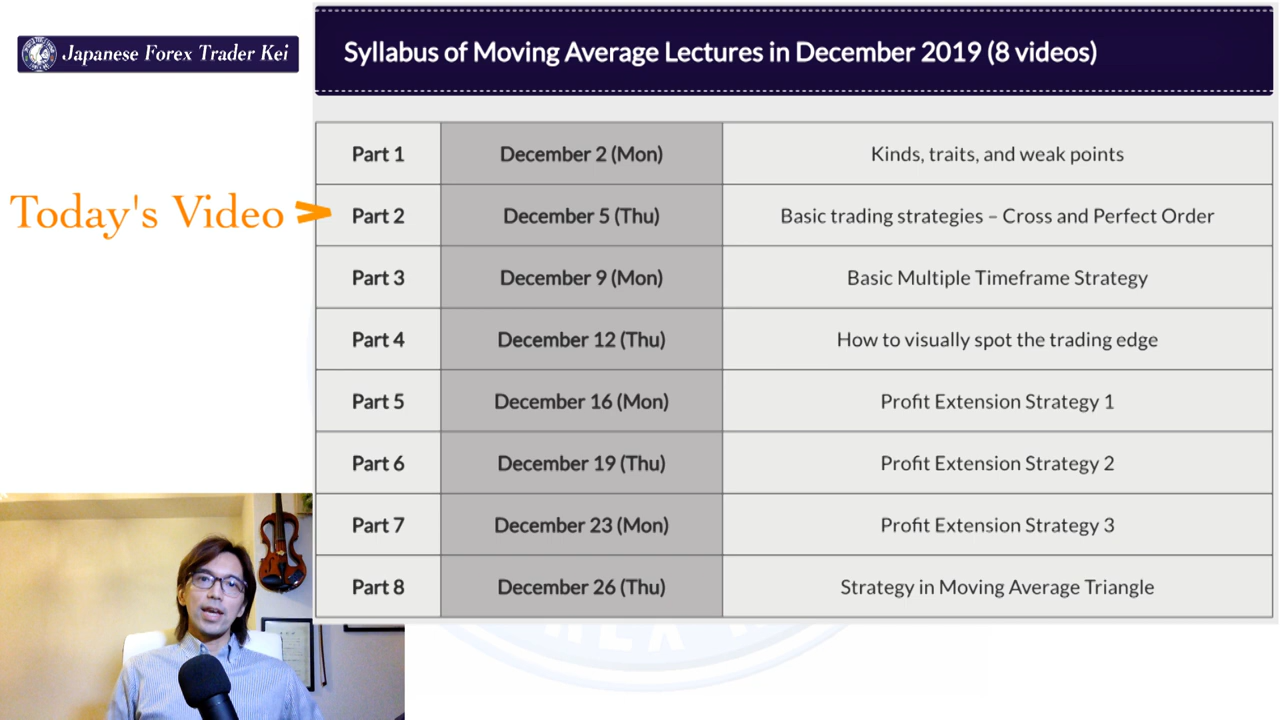 Japanese Forex Trader Kei
Syllabus of Moving Average Lectures in December 2019 (8 videos)
Part 1 December 2 (Mon) Kinds, traits, and weak points
Today's Video > Part 2 December 5 (Thu) Basic trading strategies – Cross and Perfect Order
Part 3 December 9 (Mon) Basic Multiple Timeframe Strategy
Part 4 December 12 (Thu) How to visually spot the trading edge
Part 5 December 16 (Mon) Profit Extension Strategy 1
Part 6 December 19 (Thu) Profit Extension Strategy 2
Part 7 December 23 (Mon) Profit Extension Strategy 3
Part 8 December 26 (Thu) Strategy in Moving Average Triangle